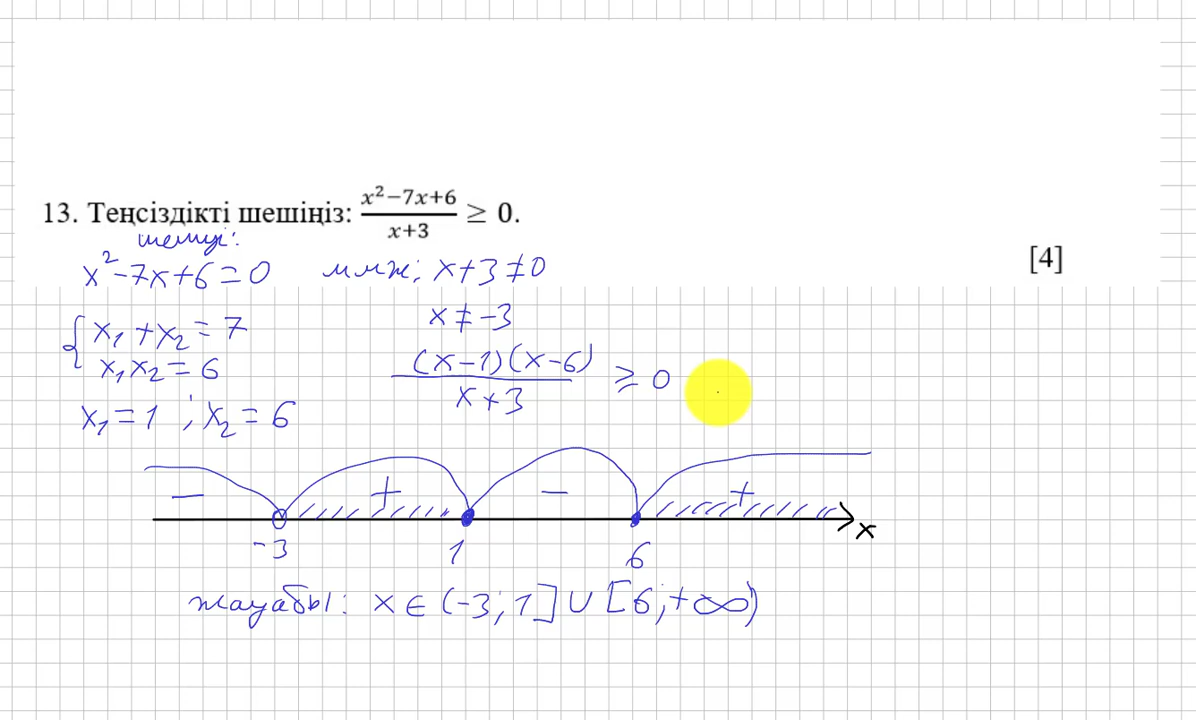 13. Теңсіздікті шешіңіз: (x²−7x+6)/(x+3) ≥ 0.
шешуі:
[4]
x²−7x+6=0 ммж: x+3≠0
x≠−3
{x₁+x₂=7
x₁x₂=6
(x−1)(x−6)/(x+3) ≥ 0
x₁=1 ; x₂=6
− + − +
x
−3 1 6
жауабы: x∈(−3;1]∪[6;+∞)